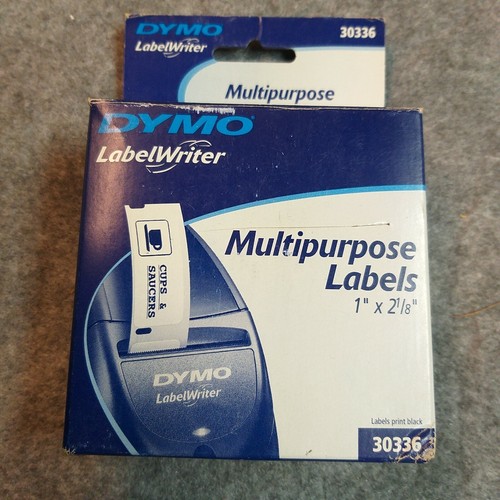 DYMO
LabelWriter
30336
Multipurpose
DYMO
LabelWriter
Multipurpose
Labels
1" x 2 1/8"
CUPS &
SAUCERS
DYMO
LabelWriter
Labels print black
30336